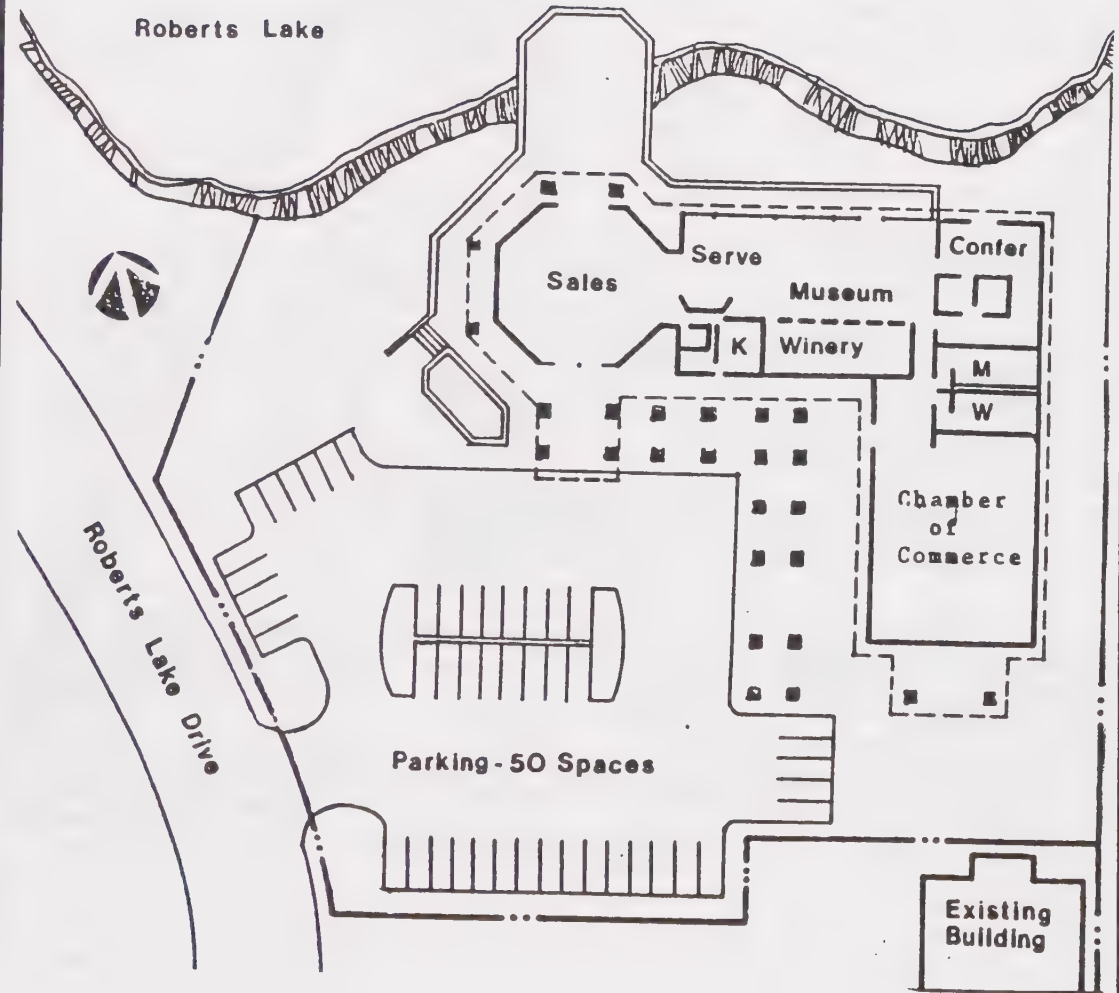 Roberts Lake
Confer
Serve
Sales
Museum
K
Winery
M
W
Chamber
of
Commerce
Roberts Lake Drive
Parking-50 Spaces
Existing
Building